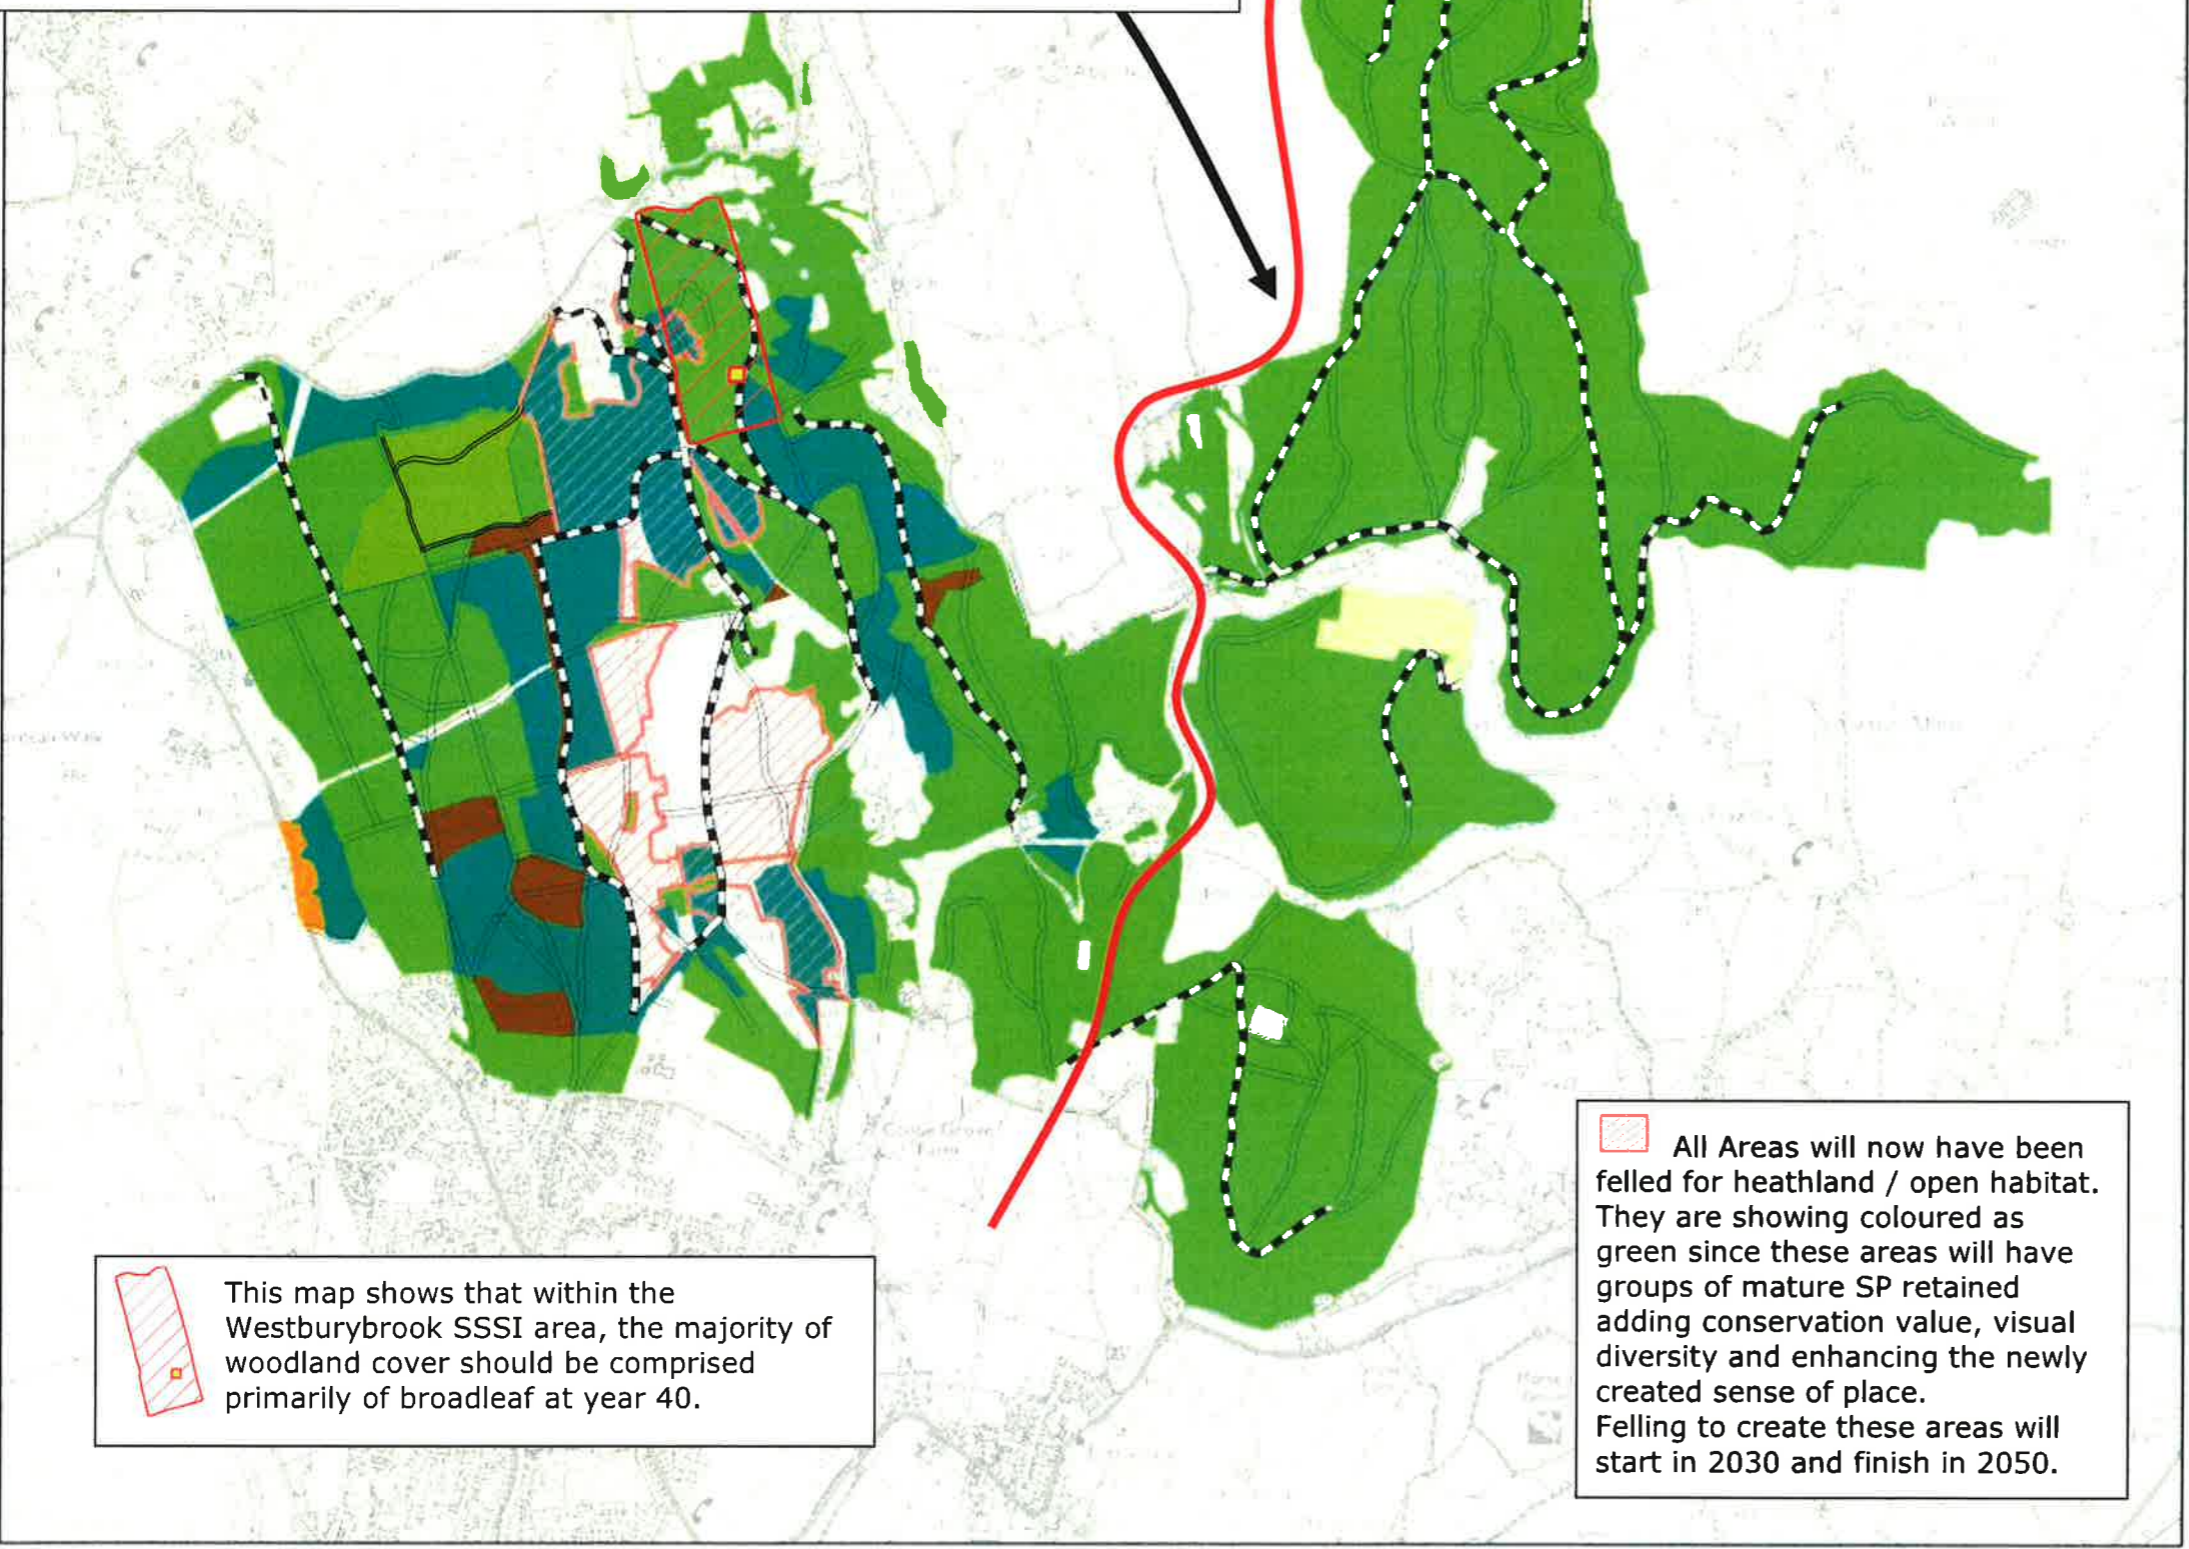 This map shows that within the
Westburybrook SSSI area, the majority of
woodland cover should be comprised
primarily of broadleaf at year 40.
All Areas will now have been
felled for heathland / open habitat.
They are showing coloured as
green since these areas will have
groups of mature SP retained
adding conservation value, visual
diversity and enhancing the newly
created sense of place.
Felling to create these areas will
start in 2030 and finish in 2050.